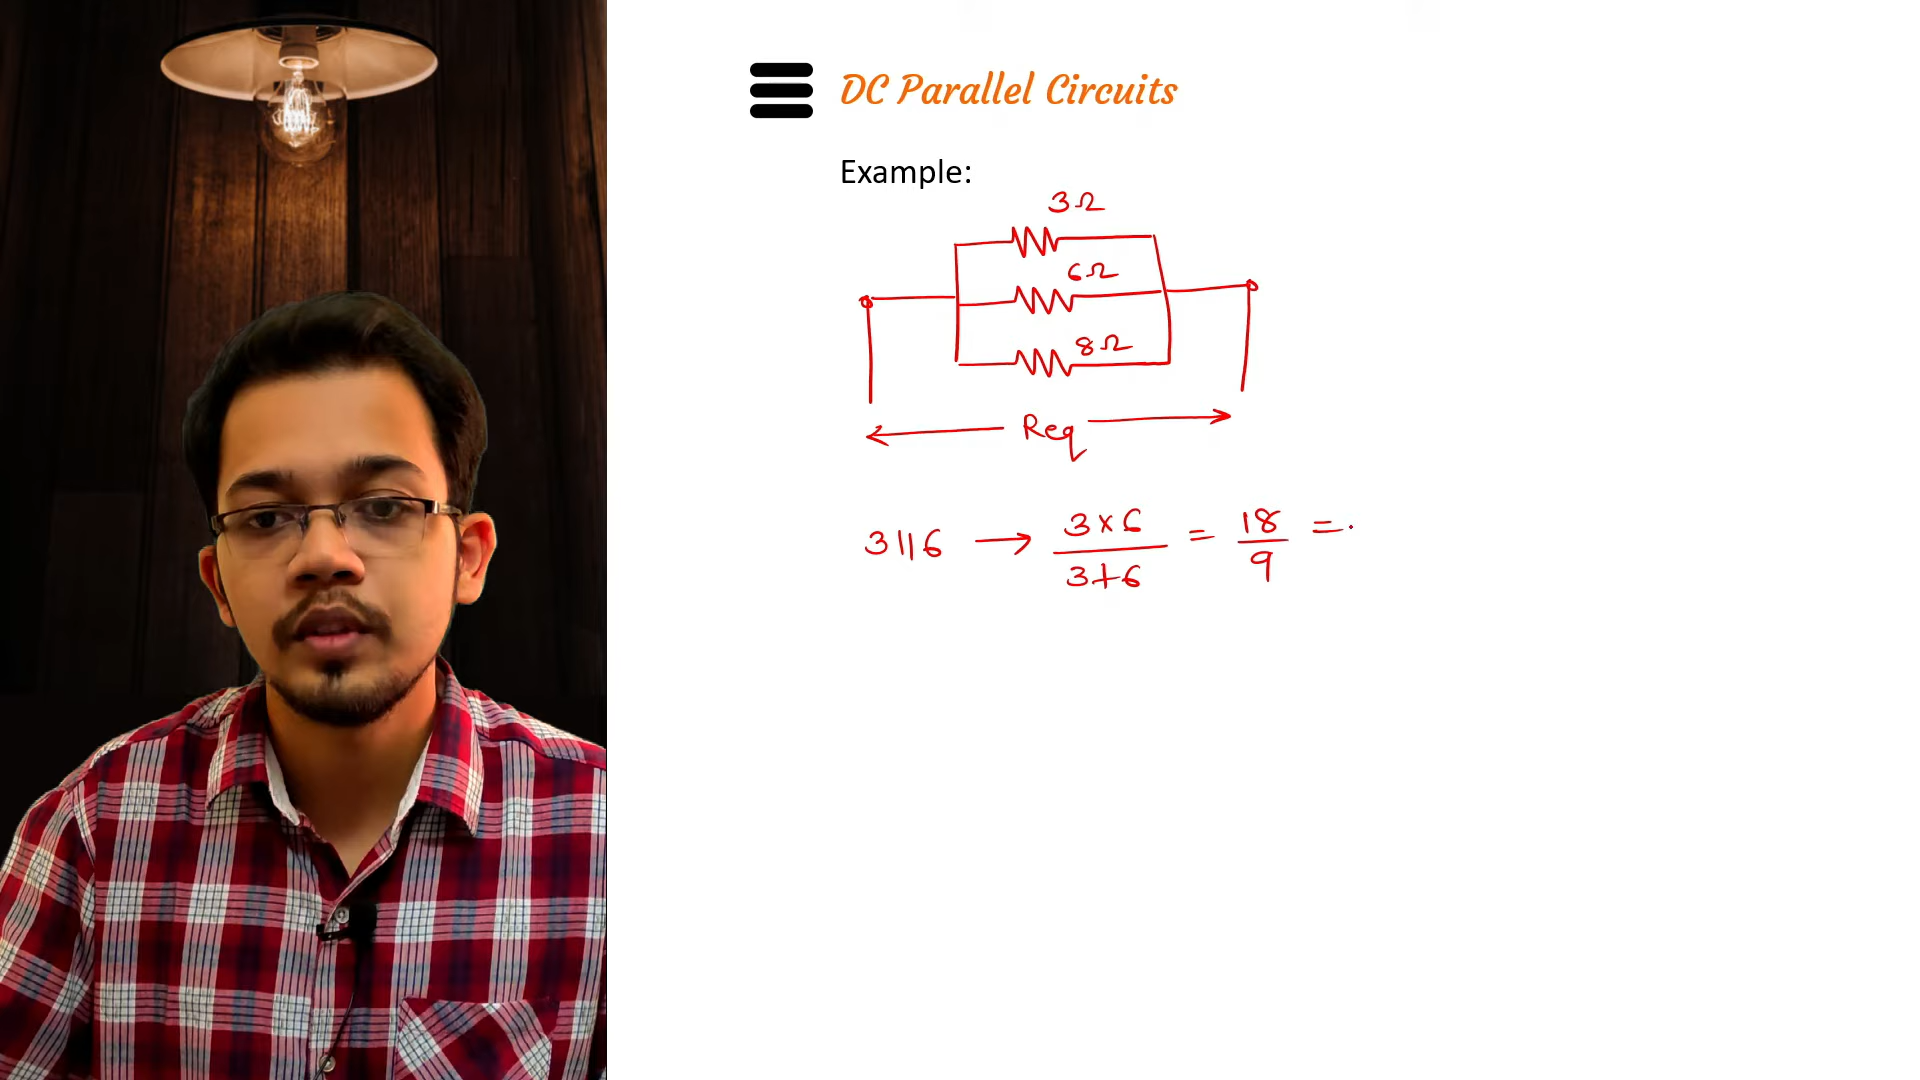 DC Parallel Circuits
Example:
3Ω
6Ω
8Ω
Req
3||6 → 3×6/3+6 = 18/9 =